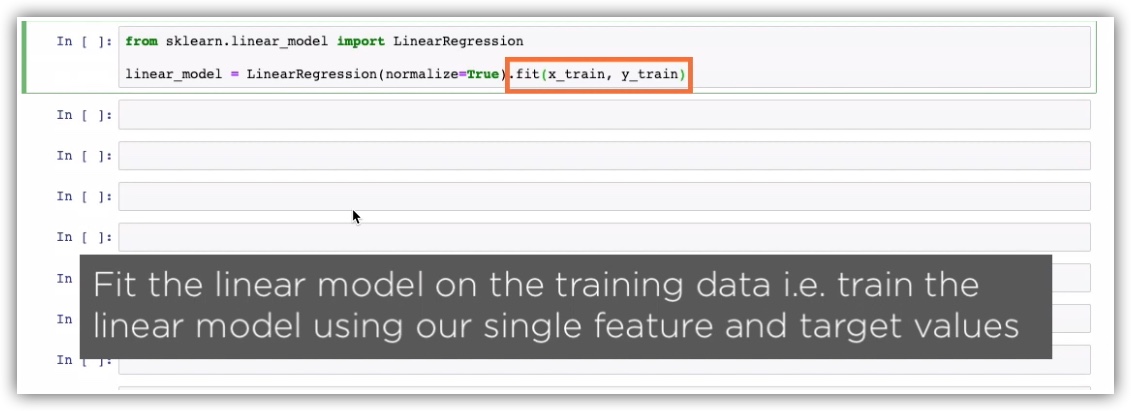 In [ ]: from sklearn.linear_model import LinearRegression
linear_model = LinearRegression(normalize=True).fit(x_train, y_train)
In [ ]:
In [ ]:
In [ ]:
In [ ]:
In
Fit the linear model on the training data i.e. train the
In
linear model using our single feature and target values
In [ ]: